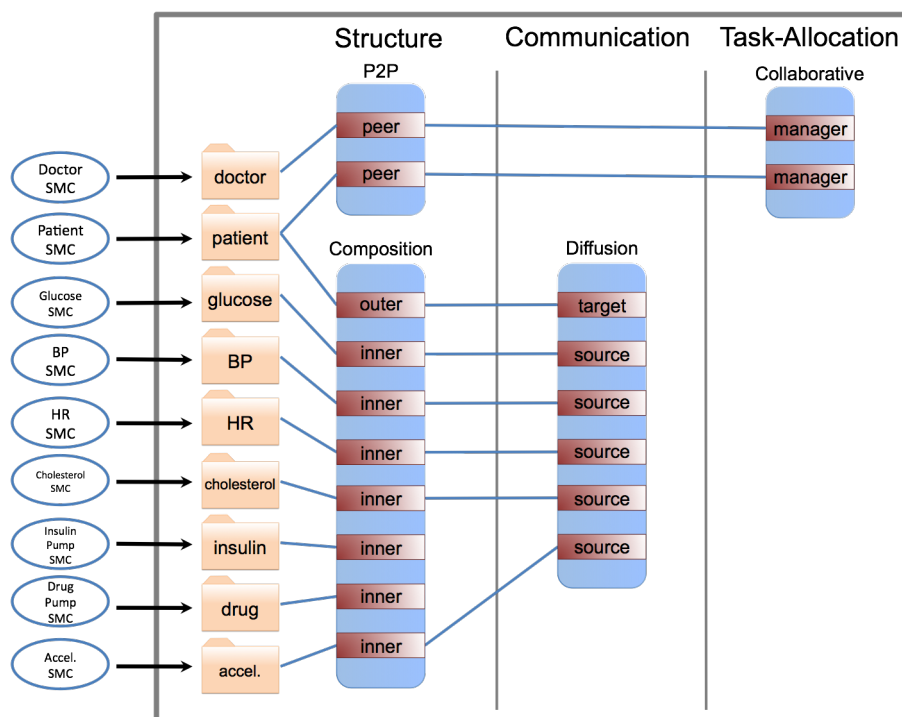 Structure
Communication
Task-Allocation
P2P
Collaborative
peer
manager
peer
manager
Doctor
SMC
doctor
Patient
SMC
patient
Composition
Diffusion
Glucose
SMC
glucose
outer
target
inner
source
BP
SMC
BP
inner
source
HR
SMC
HR
inner
source
Cholesterol
SMC
cholesterol
inner
source
Insulin
Pump
SMC
insulin
inner
source
Drug
Pump
SMC
drug
inner
Accel.
SMC
accel.
inner